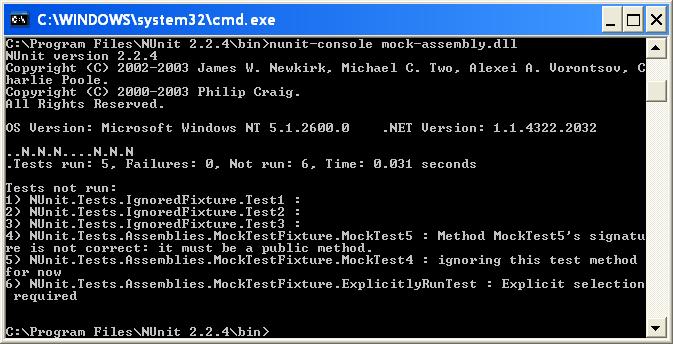 C:\WINDOWS\system32\cmd.exe
C:\Program Files\NUnit 2.2.4\bin>nunit-console mock-assembly.dll
NUnit version 2.2.4
Copyright (C) 2002-2003 James W. Newkirk, Michael C. Two, Alexei A. Vorontsov, C
harlie Poole.
Copyright (C) 2000-2003 Philip Craig.
All Rights Reserved.
OS Version: Microsoft Windows NT 5.1.2600.0    .NET Version: 1.1.4322.2032
..N.N.N....N.N.N
.Tests run: 5, Failures: 0, Not run: 6, Time: 0.031 seconds
Tests not run:
1) NUnit.Tests.IgnoredFixture.Test1 :
2) NUnit.Tests.IgnoredFixture.Test2 :
3) NUnit.Tests.IgnoredFixture.Test3 :
4) NUnit.Tests.Assemblies.MockTestFixture.MockTest5 : Method MockTest5's signatu
re is not correct: it must be a public method.
5) NUnit.Tests.Assemblies.MockTestFixture.MockTest4 : ignoring this test method
for now
6) NUnit.Tests.Assemblies.MockTestFixture.ExplicitlyRunTest : Explicit selection
 required
C:\Program Files\NUnit 2.2.4\bin>